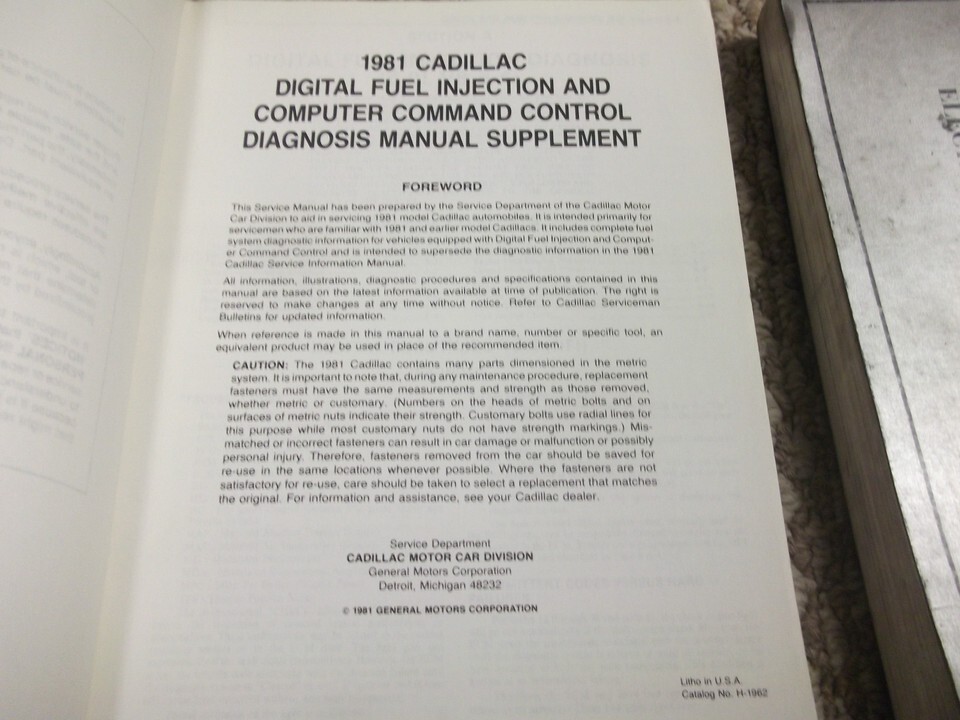 1981 CADILLAC
DIGITAL FUEL INJECTION AND
COMPUTER COMMAND CONTROL
DIAGNOSIS MANUAL SUPPLEMENT
FOREWORD
This Service Manual has been prepared by the Service Department of the Cadillac Motor
Car Division to aid in servicing 1981 model Cadillac automobiles. It is intended primarily for
servicemen who are familiar with 1981 and earlier model Cadillacs. It includes complete fuel
system diagnostic information for vehicles equipped with Digital Fuel Injection and Comput-
er Command Control and is intended to supersede the diagnostic information in the 1981
Cadillac Service Information Manual.
All information, illustrations, diagnostic procedures and specifications contained in this
manual are based on the latest information available at time of publication. The right is
reserved to make changes at any time without notice. Refer to Cadillac Serviceman
Bulletins for updated information.
When reference is made in this manual to a brand name, number or specific tool, an
equivalent product may be used in place of the recommended item.
CAUTION: The 1981 Cadillac contains many parts dimensioned in the metric
system. It is important to note that, during any maintenance procedure, replacement
fasteners must have the same measurements and strength as those removed,
whether metric or customary. (Numbers on the heads of metric bolts and on
surfaces of metric nuts indicate their strength. Customary bolts use radial lines for
this purpose while most customary nuts do not have strength markings.) Mis-
matched or incorrect fasteners can result in car damage or malfunction or possibly
personal injury. Therefore, fasteners removed from the car should be saved for
re-use in the same locations whenever possible. Where the fasteners are not
satisfactory for re-use, care should be taken to select a replacement that matches
the original. For information and assistance, see your Cadillac dealer.
Service Department
CADILLAC MOTOR CAR DIVISION
General Motors Corporation
Detroit, Michigan 48232
© 1981 GENERAL MOTORS CORPORATION
Litho in U.S.A.
Catalog No. H-1962